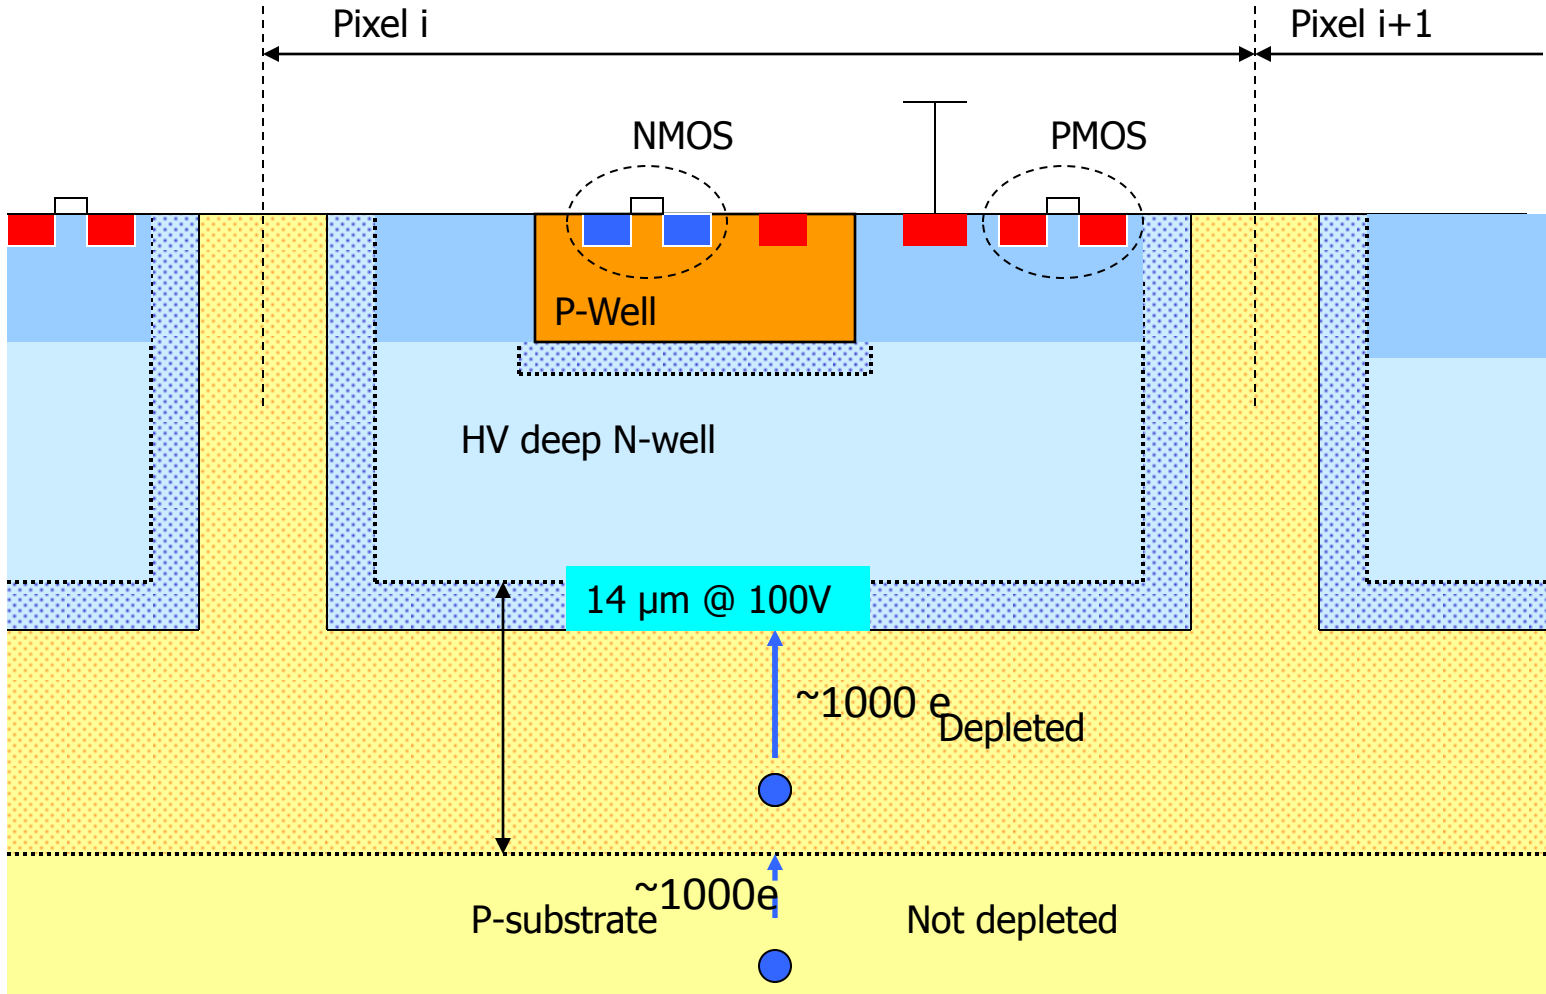 Pixel i
Pixel i+1
NMOS
PMOS
P-Well
HV deep N-well
14 µm @ 100V
~1000 e
Depleted
~1000e
P-substrate
Not depleted